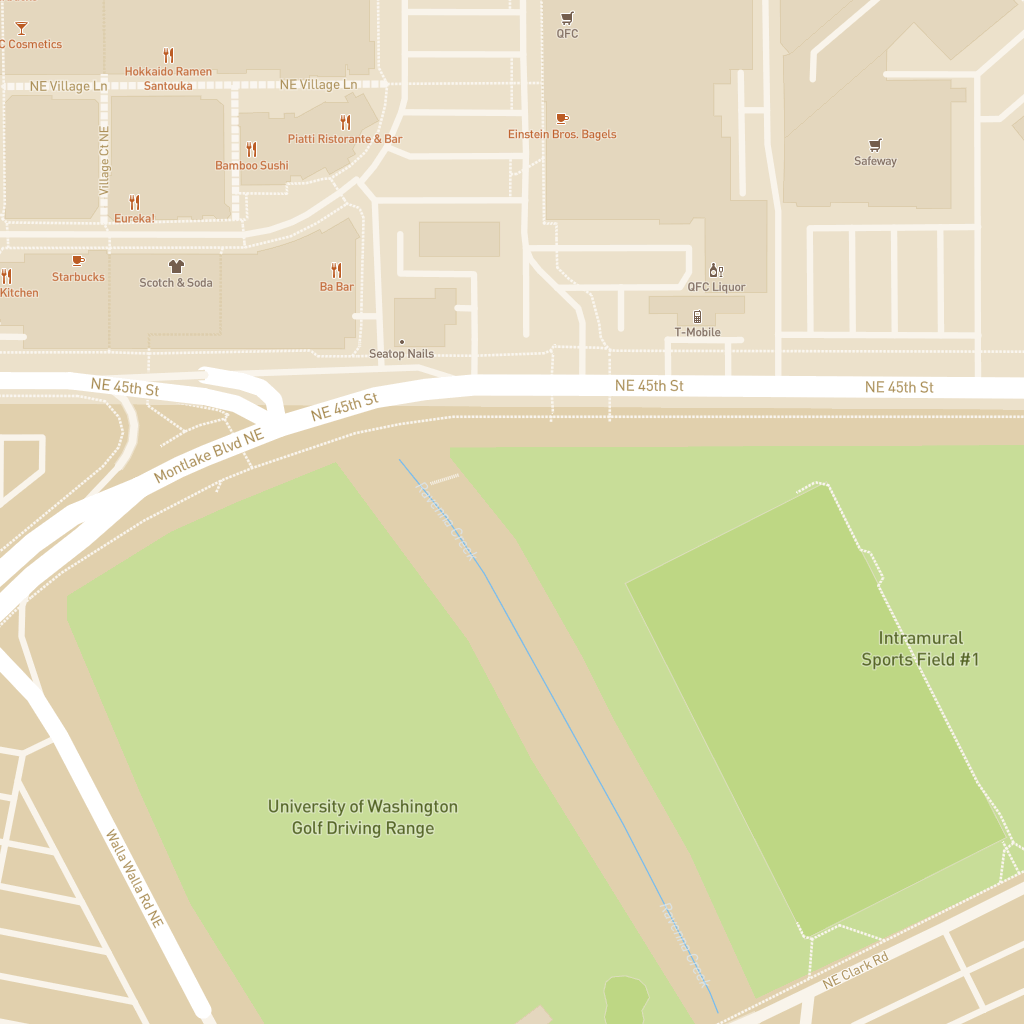 C Cosmetics
QFC
Hokkaido Ramen
Santouka
NE Village Ln
NE Village Ln
Einstein Bros. Bagels
Piatti Ristorante & Bar
Village Ct NE
Bamboo Sushi
Safeway
Eureka!
Starbucks
Scotch & Soda
Ba Bar
QFC Liquor
Kitchen
T-Mobile
Seatop Nails
NE 45th St
NE 45th St
NE 45th St
NE 45th St
Montlake Blvd NE
Intramural
Sports Field #1
University of Washington
Golf Driving Range
Walla Walla Rd NE
NE Clark Rd